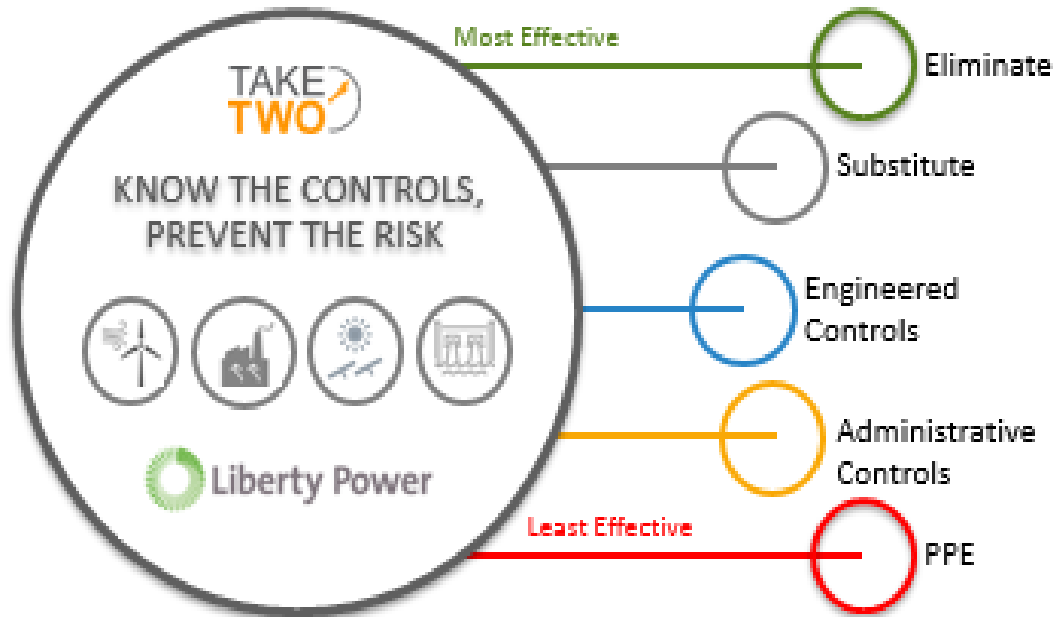 TAKE
TWO
KNOW THE CONTROLS,
PREVENT THE RISK
Liberty Power
Most Effective
Eliminate
Substitute
Engineered
Controls
Administrative
Controls
Least Effective
PPE